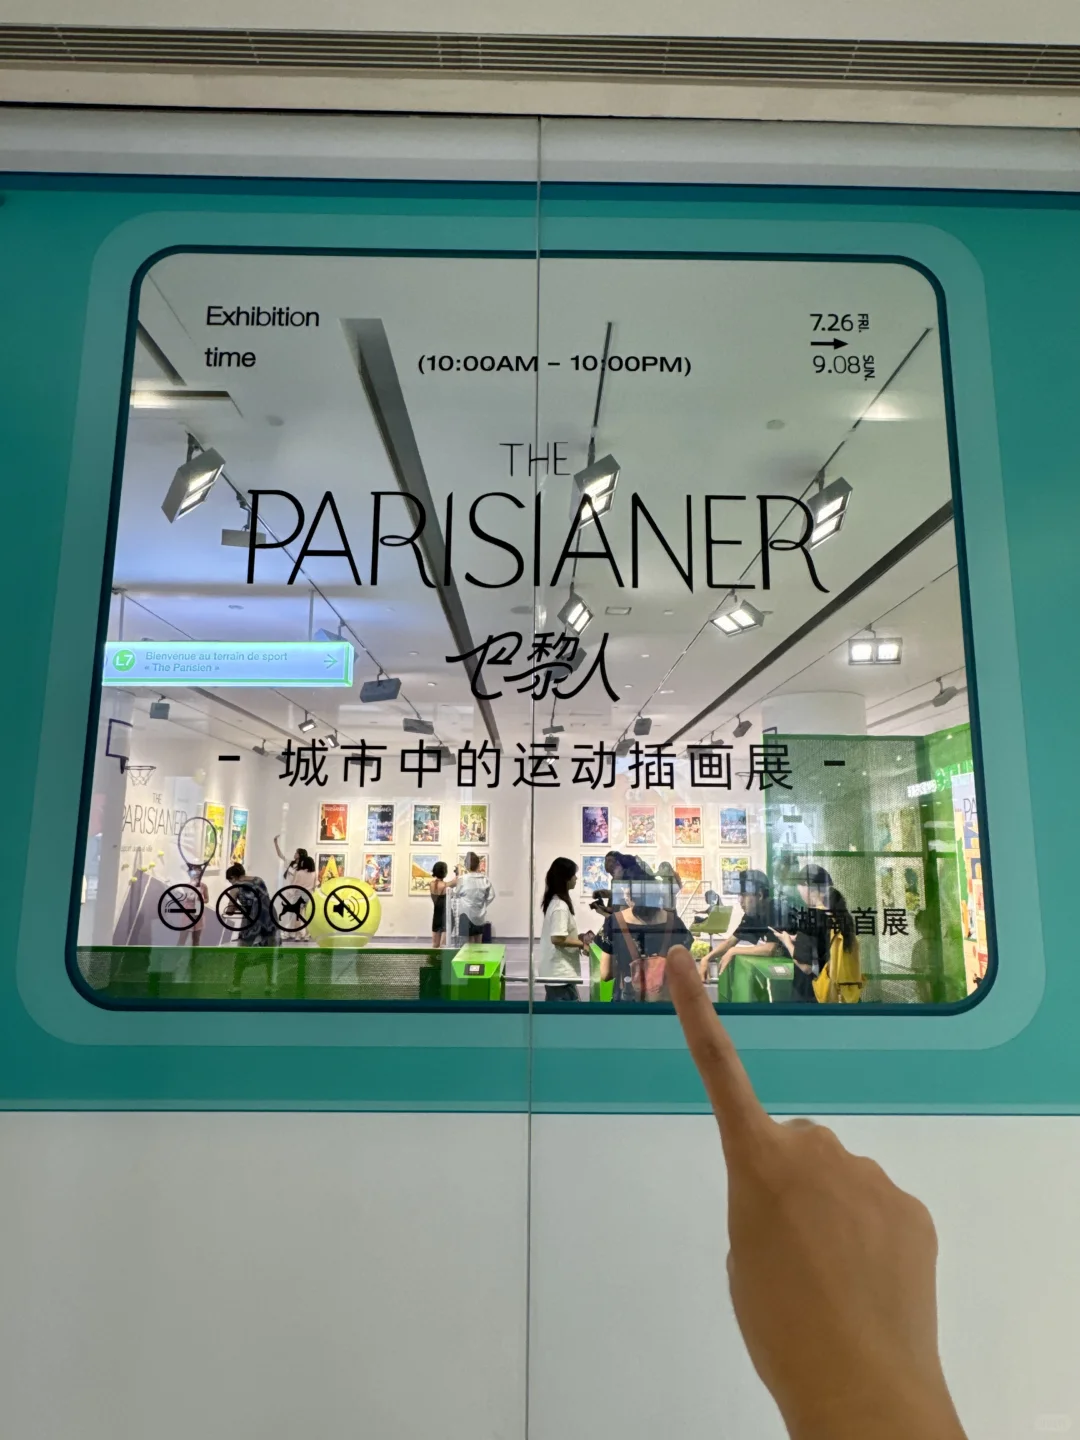 Exhibition
time
(10:00AM – 10:00PM)
7.26 FRI.
9.08 SUN.
THE
PARISIANER
巴黎人
- 城市中的运动插画展 -
L7
Bienvenue au terrain de sport
« The Parisien »
THE
PARISIANER
湖南首展